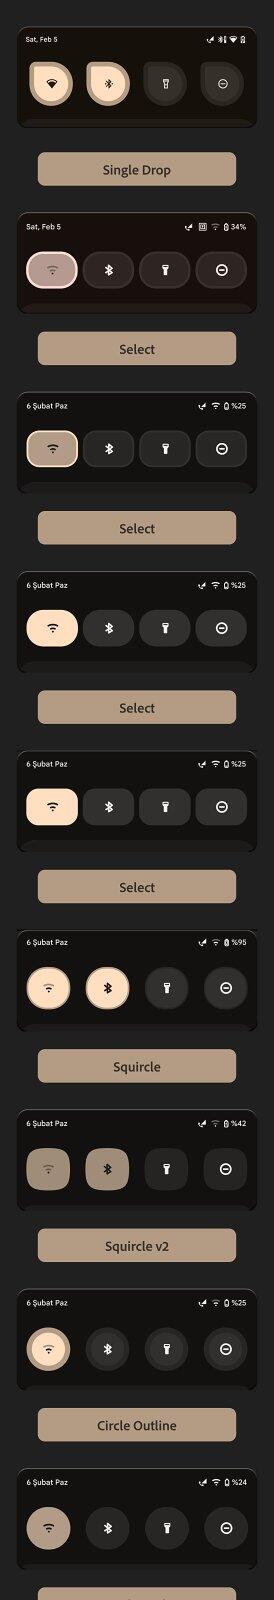 Sat, Feb 5
Single Drop
Sat, Feb 5 34%
Select
6 Şubat Paz %25
Select
6 Şubat Paz %25
Select
6 Şubat Paz %25
Select
6 Şubat Paz %95
Squircle
6 Şubat Paz %42
Squircle v2
6 Şubat Paz %25
Circle Outline
6 Şubat Paz %24